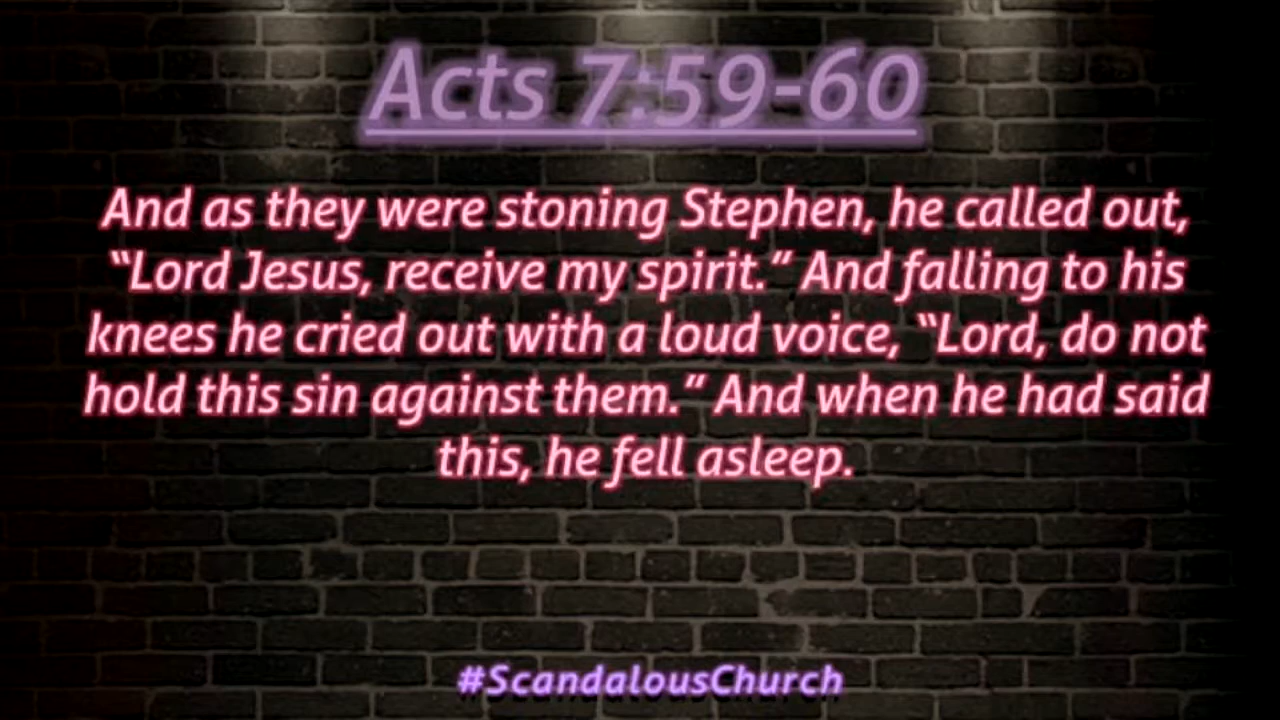 Acts 7:59-60
And as they were stoning Stephen, he called out,
“Lord Jesus, receive my spirit.” And falling to his
knees he cried out with a loud voice, “Lord, do not
hold this sin against them.” And when he had said
this, he fell asleep.
#ScandalousChurch